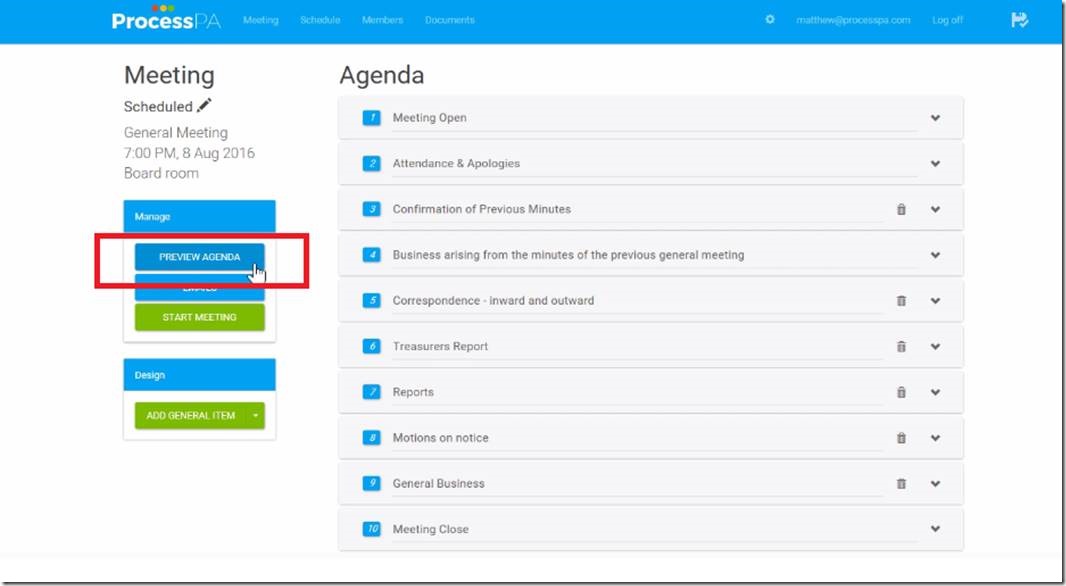 ProcessPA Meeting Schedule Members Documents matthew@processpa.com Log off
Meeting
Scheduled
General Meeting
7:00 PM, 8 Aug 2016
Board room
Manage
PREVIEW AGENDA
EMAILS
START MEETING
Design
ADD GENERAL ITEM
Agenda
1 Meeting Open
2 Attendance & Apologies
3 Confirmation of Previous Minutes
4 Business arising from the minutes of the previous general meeting
5 Correspondence - inward and outward
6 Treasurers Report
7 Reports
8 Motions on notice
9 General Business
10 Meeting Close